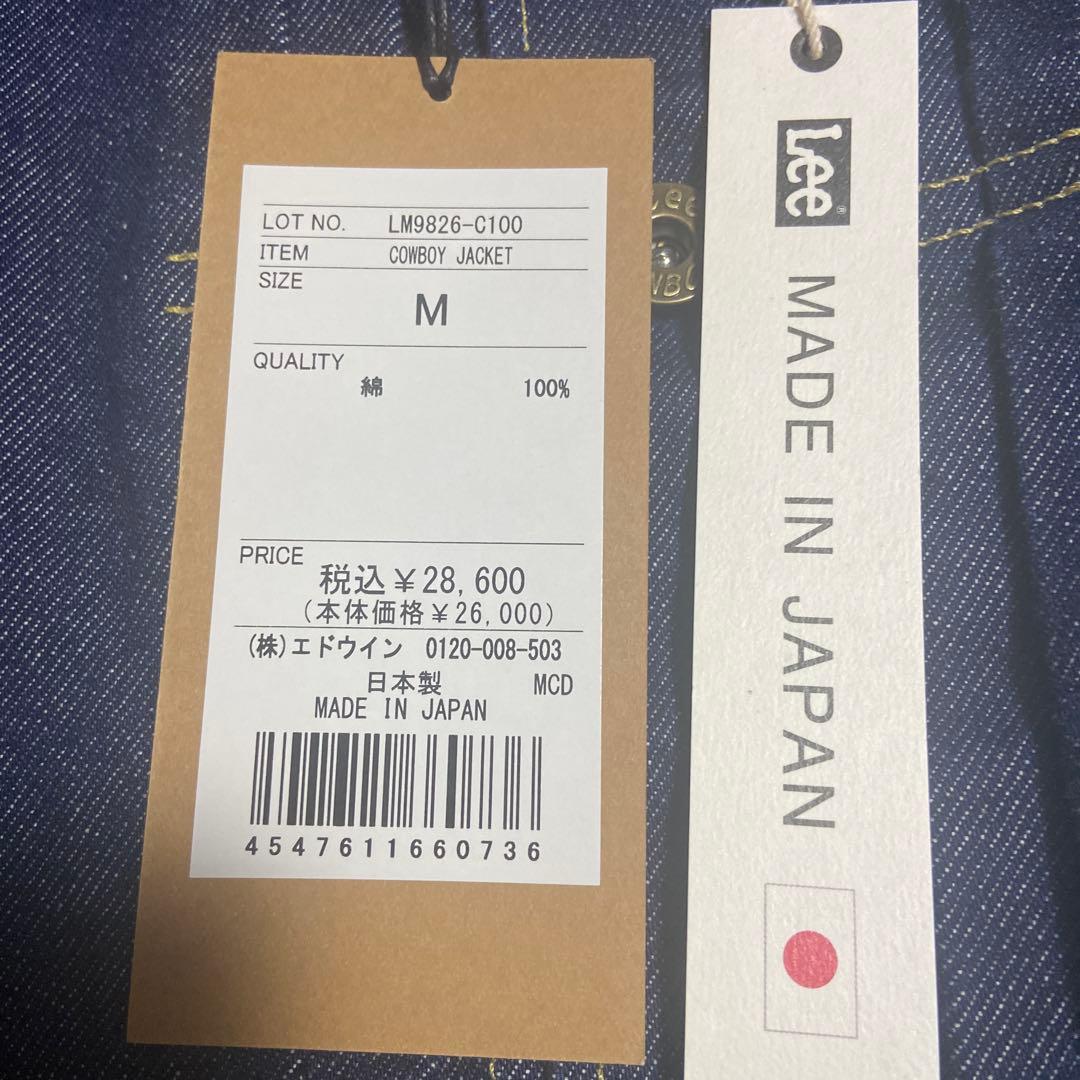 LOT NO. LM9826-C100
ITEM COWBOY JACKET
SIZE
M
QUALITY
綿 100%
PRICE
税込¥28,600
(本体価格¥26,000)
(株)エドウイン 0120-008-503
日本製 MCD
MADE IN JAPAN
4547611660736
Lee®
MADE IN JAPAN
Lee